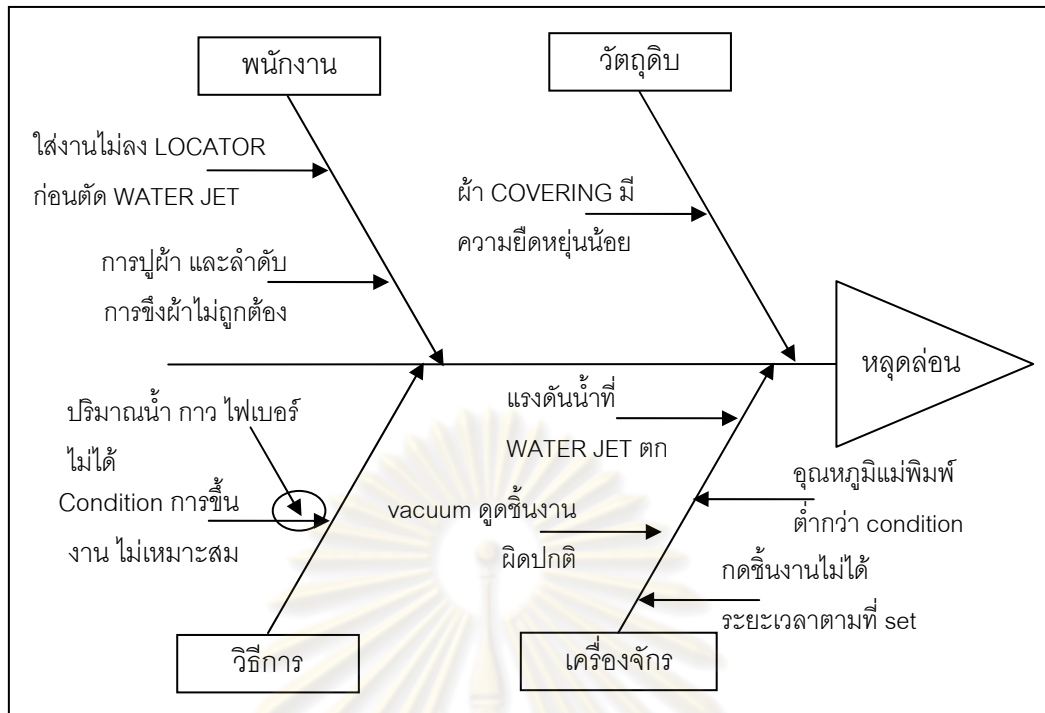 พนักงาน
วัตถุดิบ
ใส่งานไม่ลง LOCATOR
ก่อนตัด WATER JET
ผ้า COVERING มี
ความยืดหยุ่นน้อย
การปูผ้า และลำดับ
การขึงผ้าไม่ถูกต้อง
หลุดล่อน
ปริมาณน้ำ กาว ไฟเบอร์
ไม่ได้
Condition การขึ้น
งาน ไม่เหมาะสม
แรงดันน้ำที่
WATER JET ตก
อุณหภูมิแม่พิมพ์
ต่ำกว่า condition
vacuum ดูดชิ้นงาน
ผิดปกติ
กดชิ้นงานไม่ได้
ระยะเวลาตามที่ set
วิธีการ
เครื่องจักร